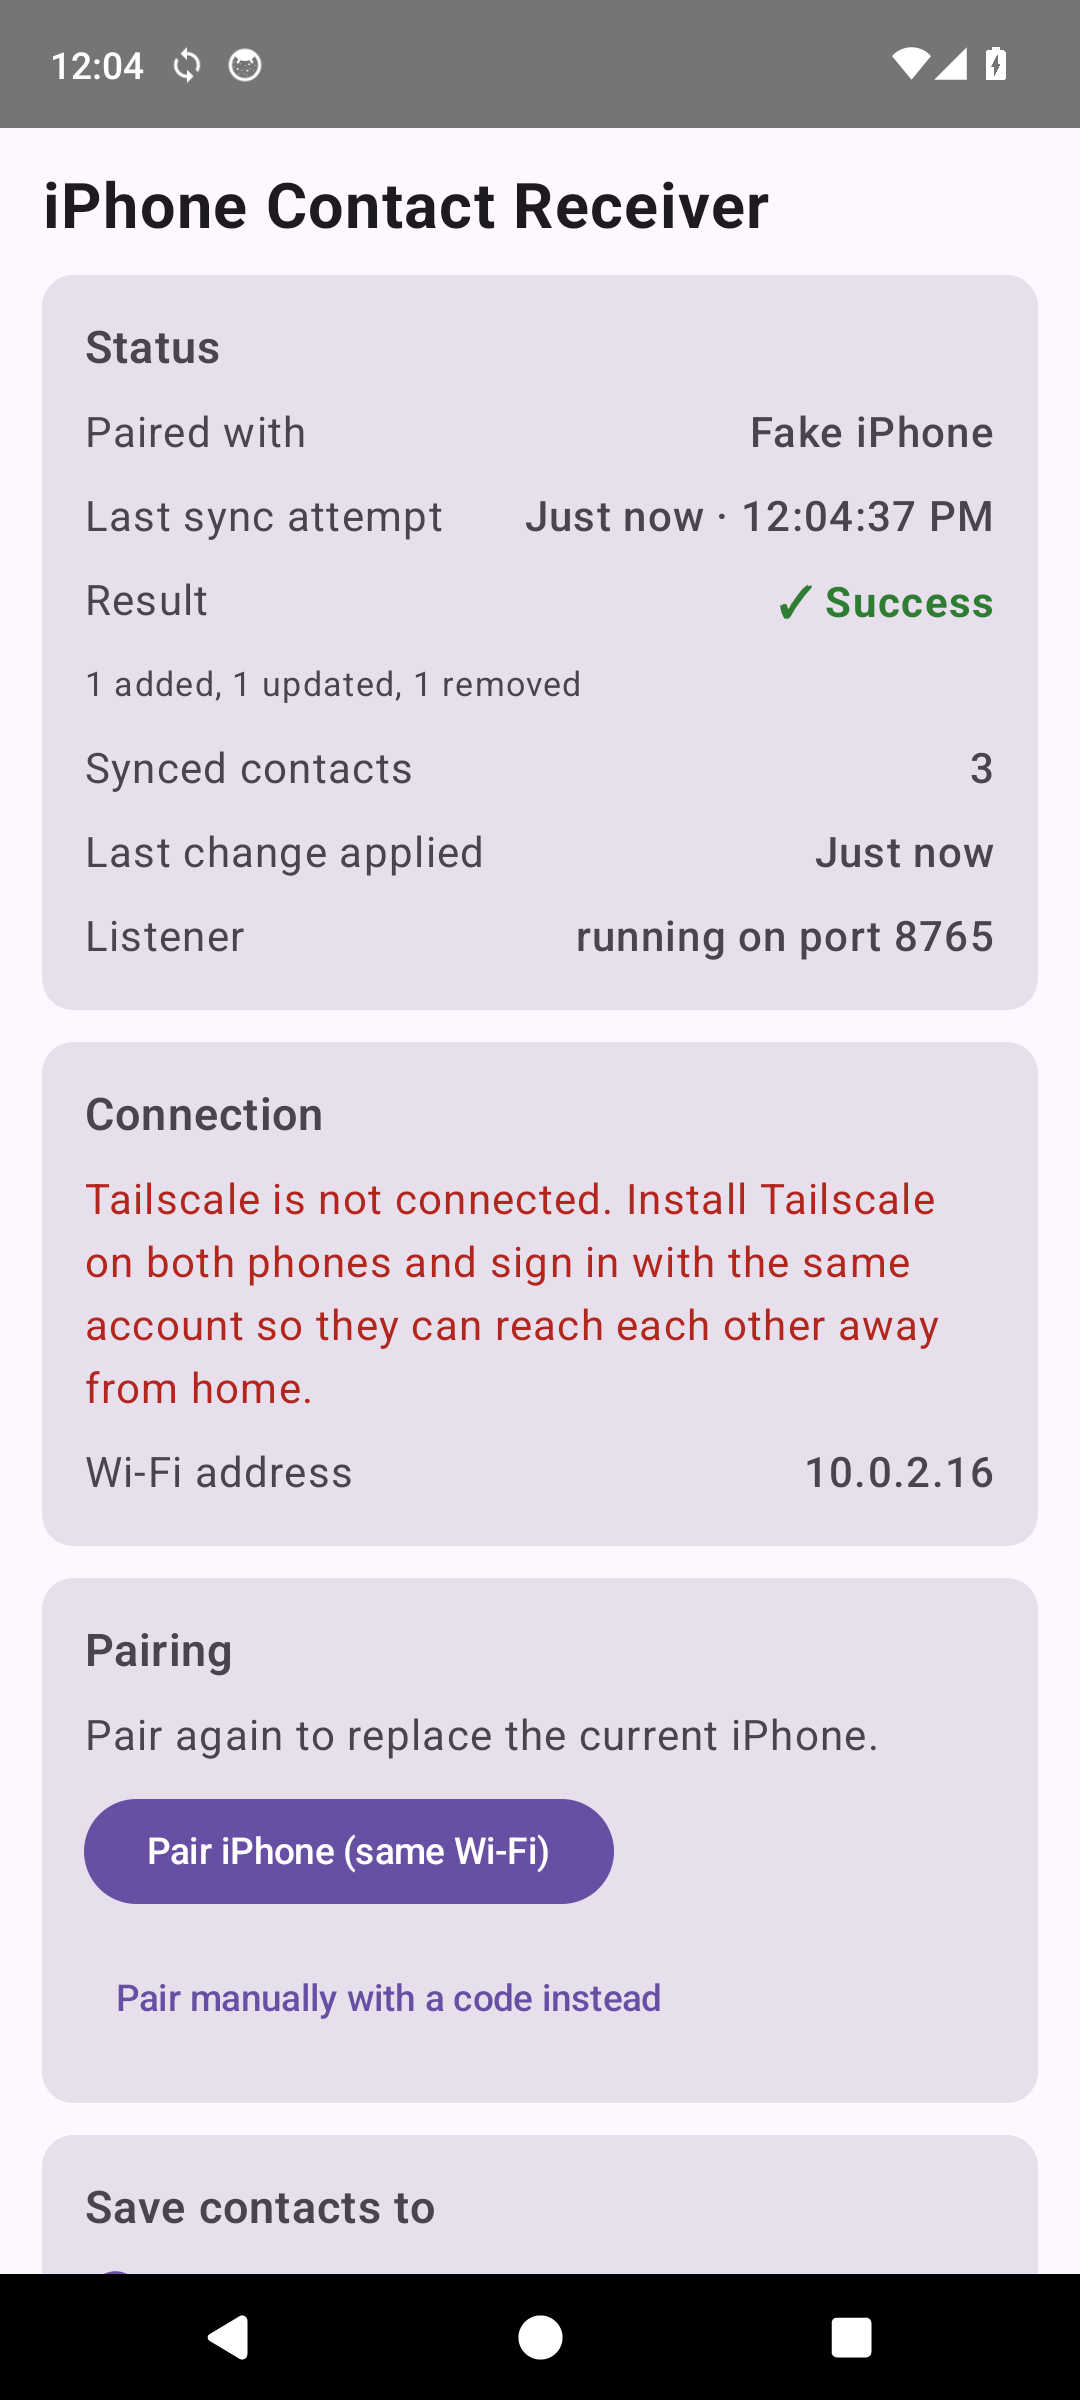 12:04
iPhone Contact Receiver
Status
Paired with Fake iPhone
Last sync attempt Just now · 12:04:37 PM
Result ✓ Success
1 added, 1 updated, 1 removed
Synced contacts 3
Last change applied Just now
Listener running on port 8765
Connection
Tailscale is not connected. Install Tailscale
on both phones and sign in with the same
account so they can reach each other away
from home.
Wi-Fi address 10.0.2.16
Pairing
Pair again to replace the current iPhone.
Pair iPhone (same Wi-Fi)
Pair manually with a code instead
Save contacts to